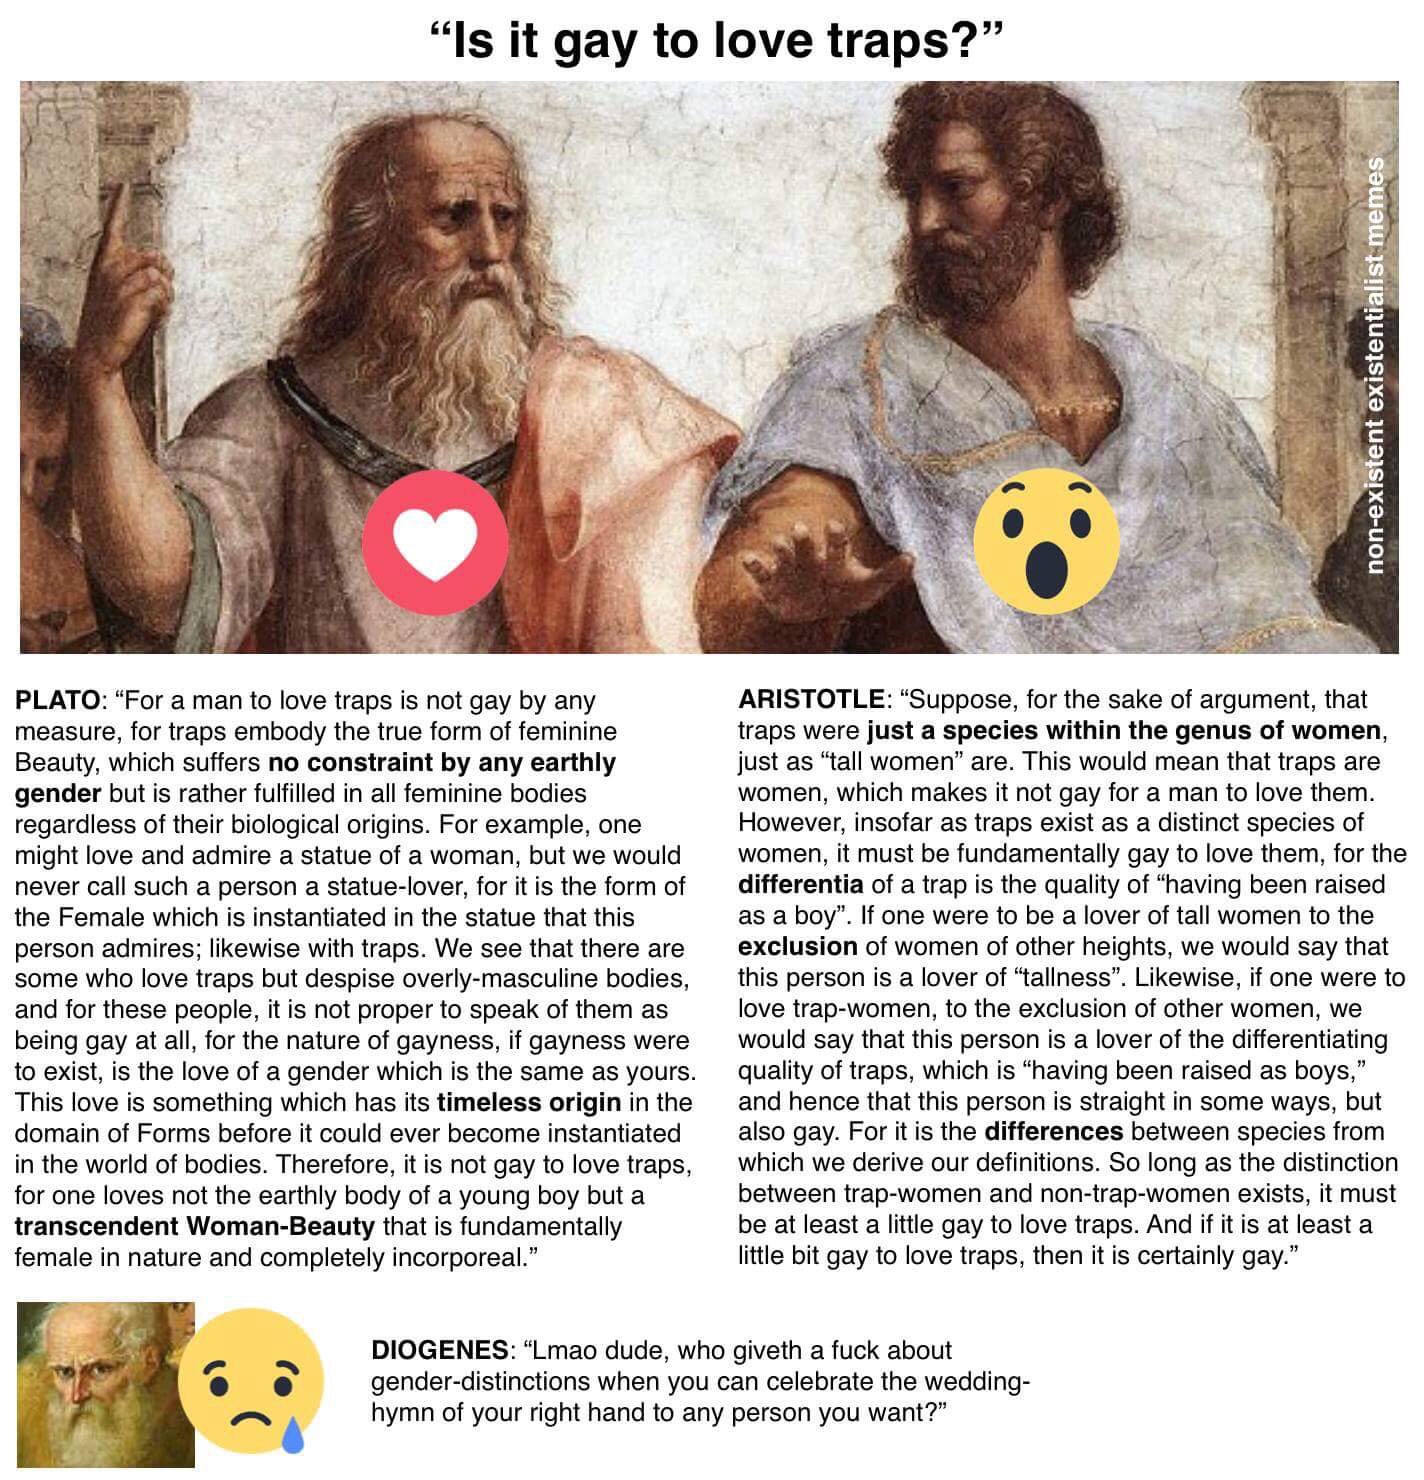 “Is it gay to love traps?”
non-existent existentialist memes
PLATO: “For a man to love traps is not gay by any
measure, for traps embody the true form of feminine
Beauty, which suffers no constraint by any earthly
gender but is rather fulfilled in all feminine bodies
regardless of their biological origins. For example, one
might love and admire a statue of a woman, but we would
never call such a person a statue-lover, for it is the form of
the Female which is instantiated in the statue that this
person admires; likewise with traps. We see that there are
some who love traps but despise overly-masculine bodies,
and for these people, it is not proper to speak of them as
being gay at all, for the nature of gayness, if gayness were
to exist, is the love of a gender which is the same as yours.
This love is something which has its timeless origin in the
domain of Forms before it could ever become instantiated
in the world of bodies. Therefore, it is not gay to love traps,
for one loves not the earthly body of a young boy but a
transcendent Woman-Beauty that is fundamentally
female in nature and completely incorporeal.”
ARISTOTLE: “Suppose, for the sake of argument, that
traps were just a species within the genus of women,
just as “tall women” are. This would mean that traps are
women, which makes it not gay for a man to love them.
However, insofar as traps exist as a distinct species of
women, it must be fundamentally gay to love them, for the
differentia of a trap is the quality of “having been raised
as a boy”. If one were to be a lover of tall women to the
exclusion of women of other heights, we would say that
this person is a lover of “tallness”. Likewise, if one were to
love trap-women, to the exclusion of other women, we
would say that this person is a lover of the differentiating
quality of traps, which is “having been raised as boys,”
and hence that this person is straight in some ways, but
also gay. For it is the differences between species from
which we derive our definitions. So long as the distinction
between trap-women and non-trap-women exists, it must
be at least a little gay to love traps. And if it is at least a
little bit gay to love traps, then it is certainly gay.”
DIOGENES: “Lmao dude, who giveth a fuck about
gender-distinctions when you can celebrate the wedding-
hymn of your right hand to any person you want?”